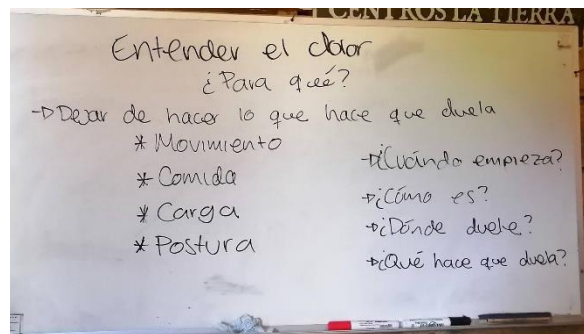 CENTROS LA TIERRA
Entender el dolor
¿Para qué?
→Dejar de hacer lo que hace que duela
* Movimiento
* Comida
* Carga
* Postura
→¿Cuándo empieza?
→¿Cómo es?
→¿Dónde duele?
→¿Qué hace que duela?